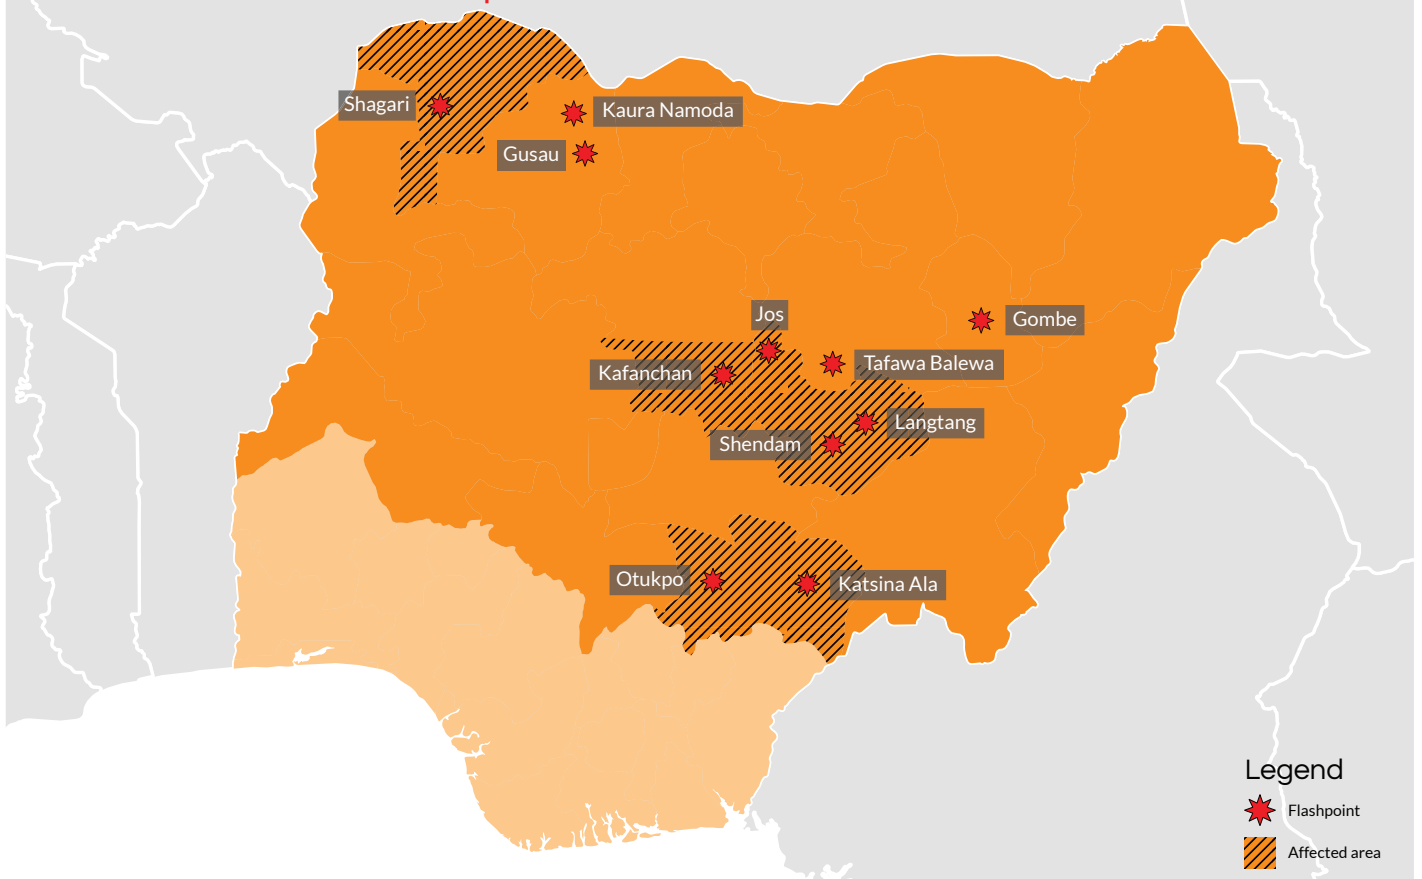 Shagari
Kaura Namoda
Gusau
Jos
Gombe
Kafanchan
Tafawa Balewa
Langtang
Shendam
Otukpo
Katsina Ala
Legend
Flashpoint
Affected area